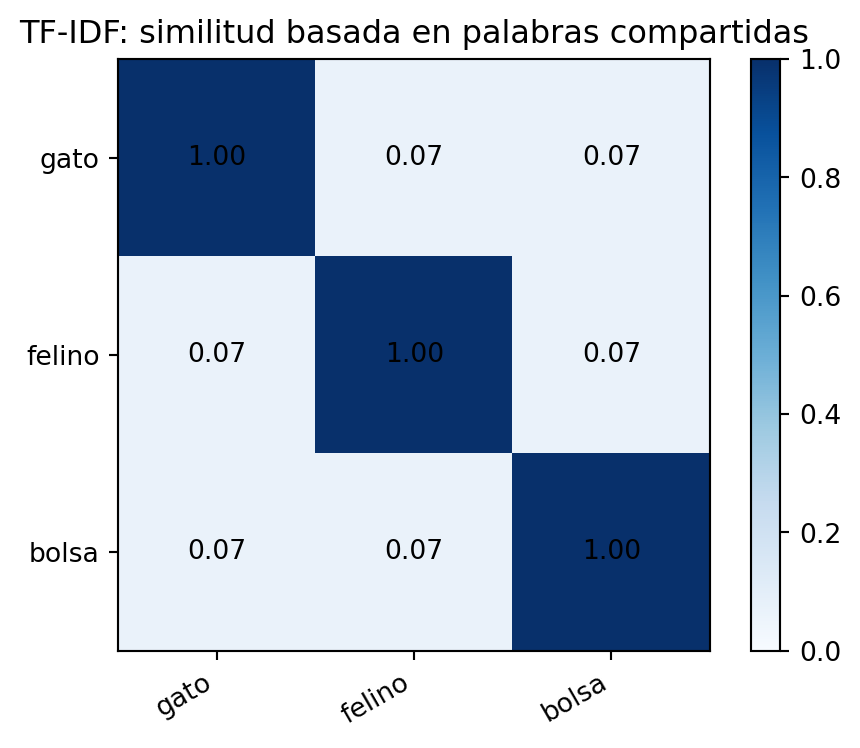 TF-IDF: similitud basada en palabras compartidas
gato 1.00 0.07 0.07
felino 0.07 1.00 0.07
bolsa 0.07 0.07 1.00
gato felino bolsa
1.0
0.8
0.6
0.4
0.2
0.0